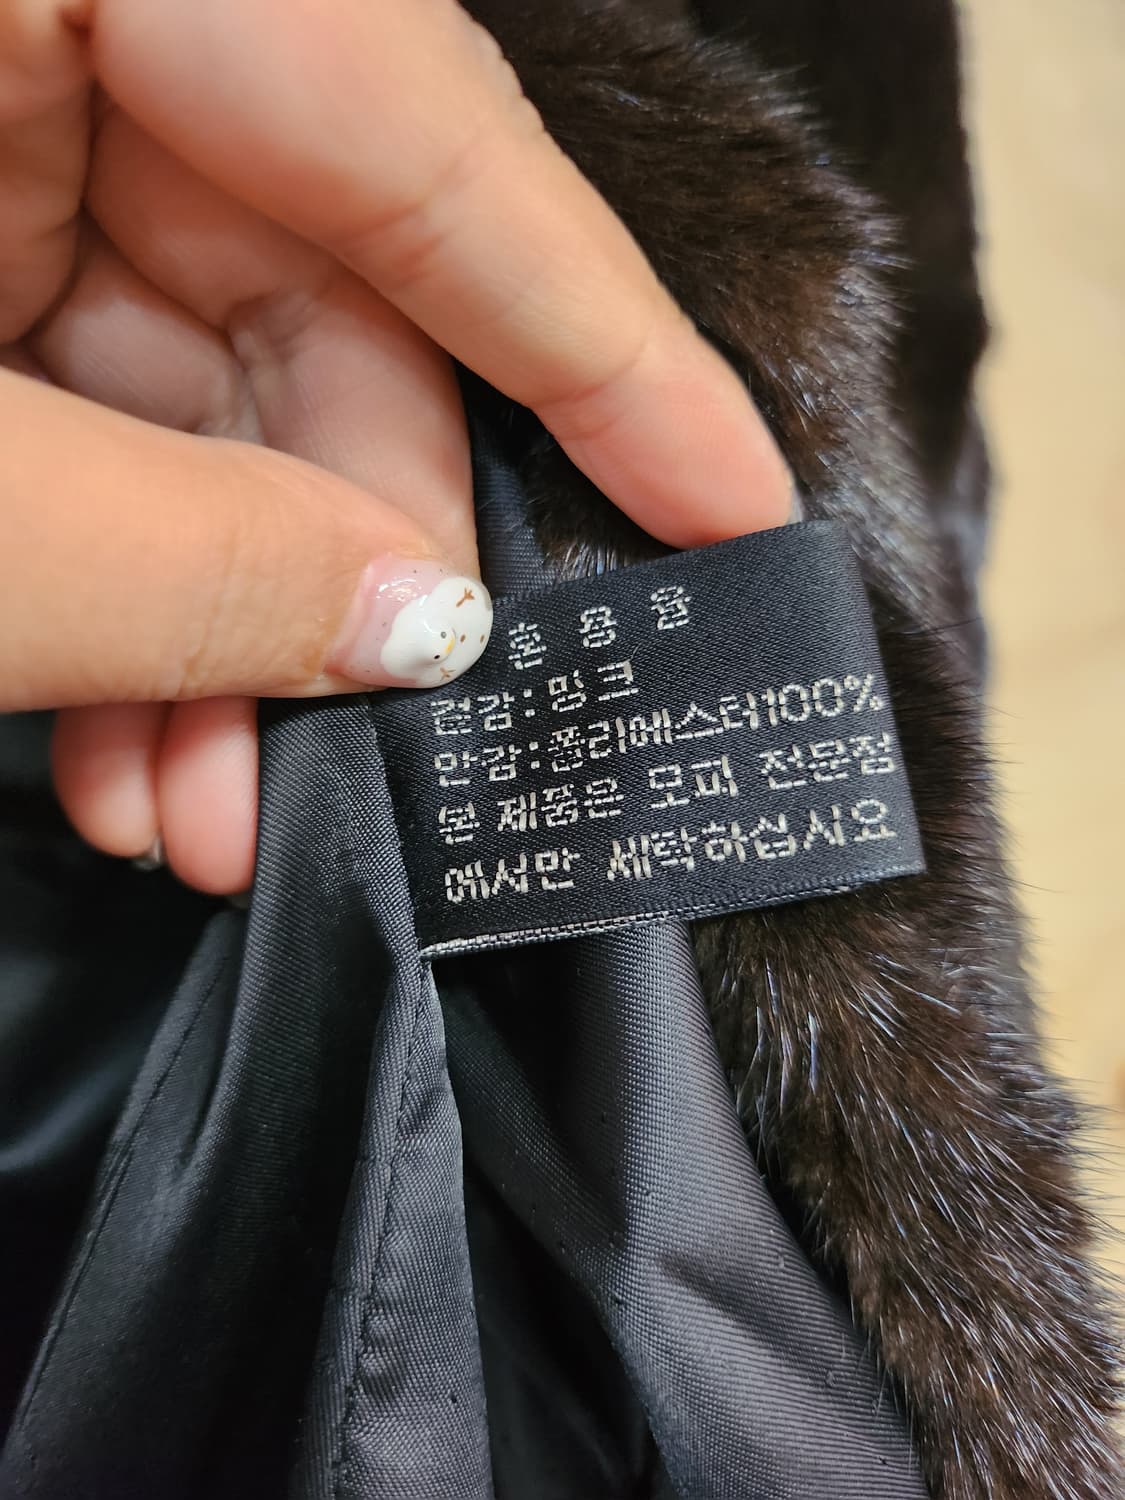 혼 용 율
겉감:밍크
안감:폴리에스터100%
본 제품은 모피 전문점
에서만 세탁하십시요